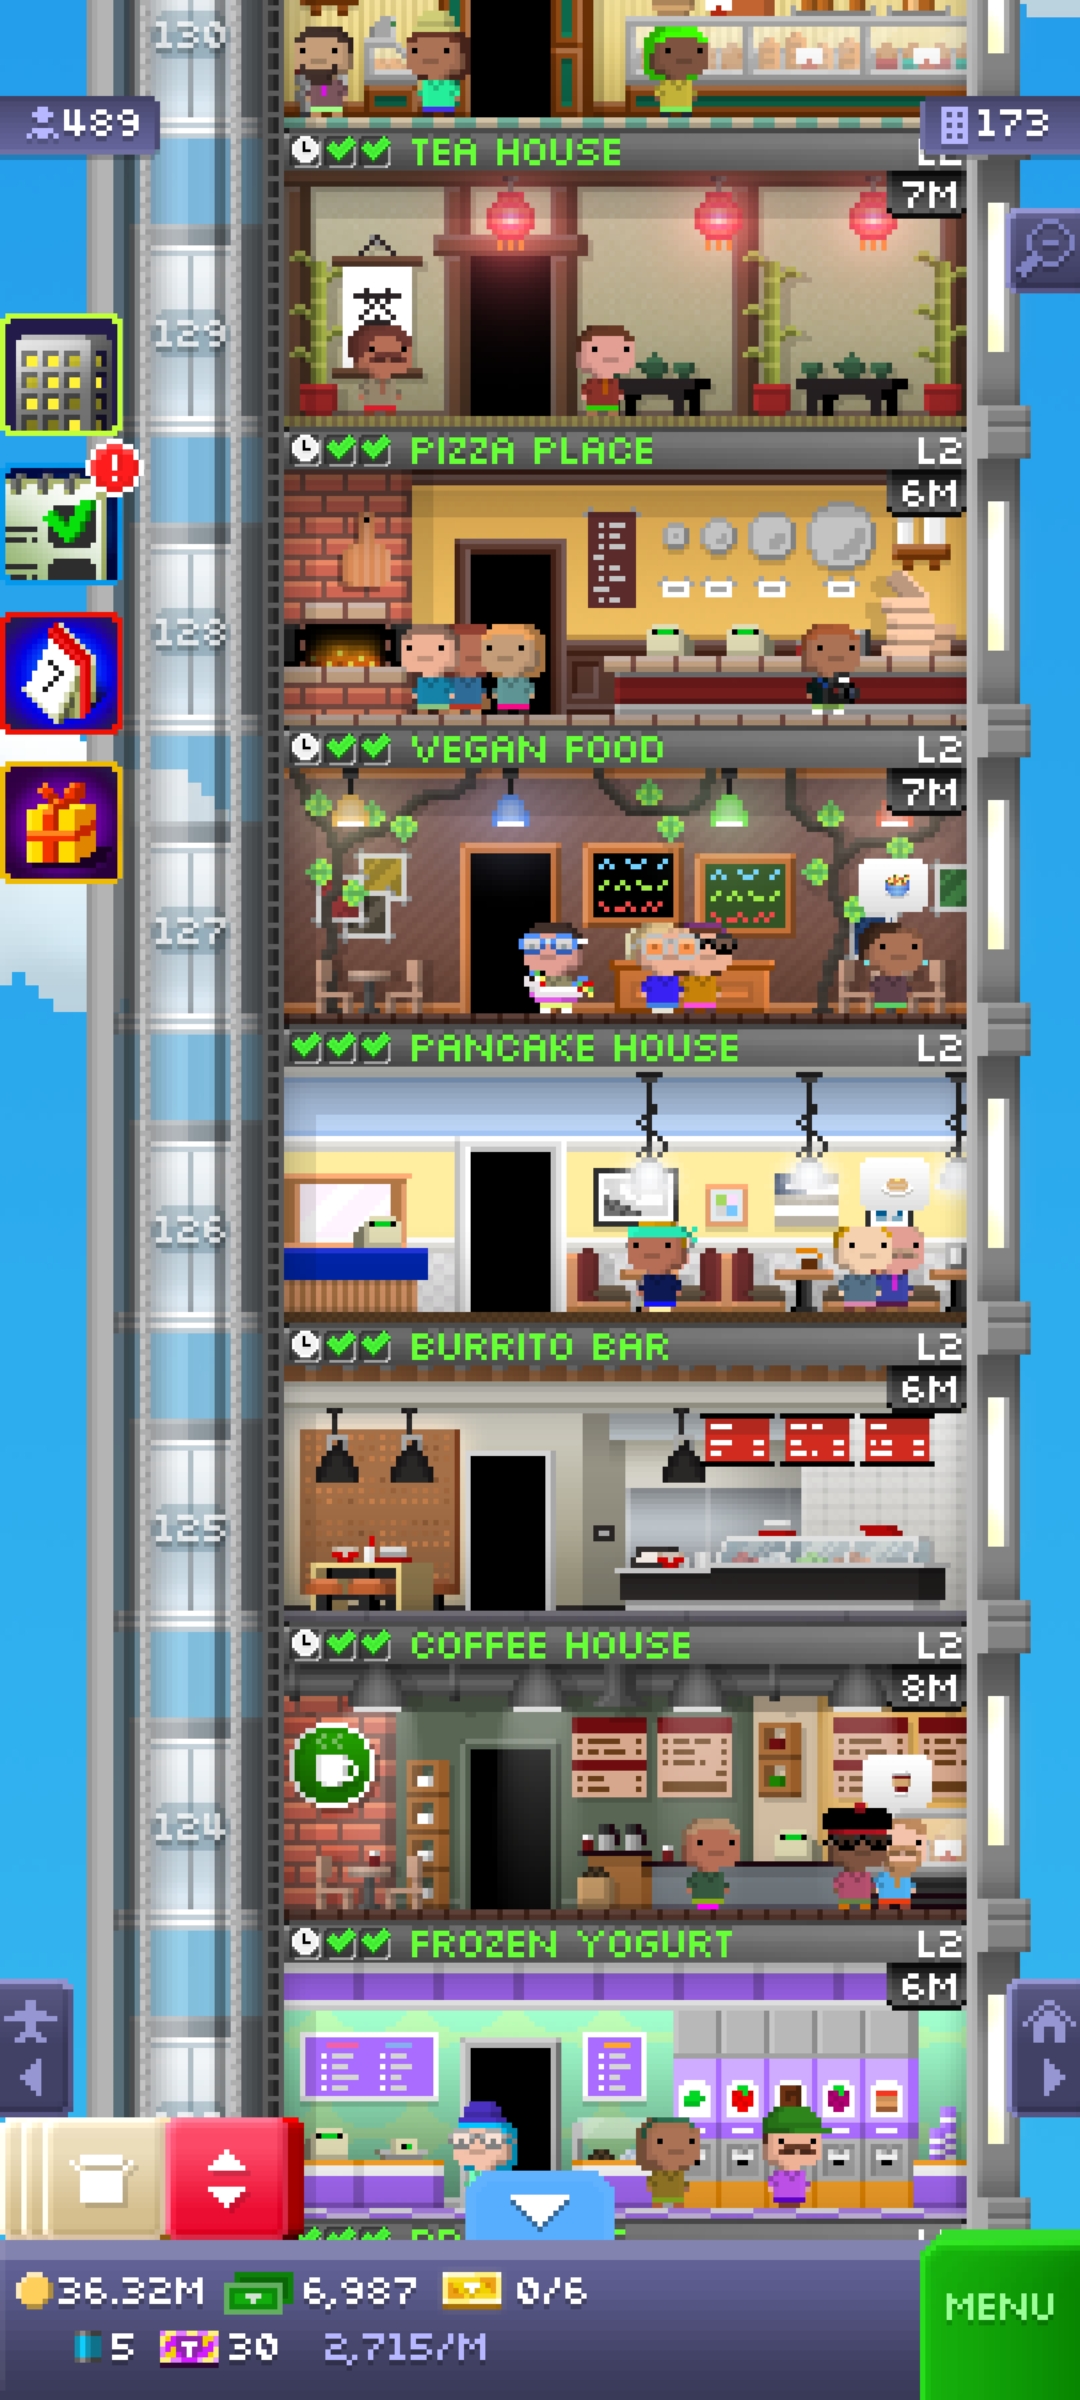 130
489
173
TEA HOUSE
7M
129
PIZZA PLACE L2
6M
128
VEGAN FOOD L2
7M
127
PANCAKE HOUSE L2
126
BURRITO BAR L2
6M
125
COFFEE HOUSE L2
8M
124
FROZEN YOGURT L2
6M
36.32M 6,987 0/6
MENU
5 T 30 2,715/M